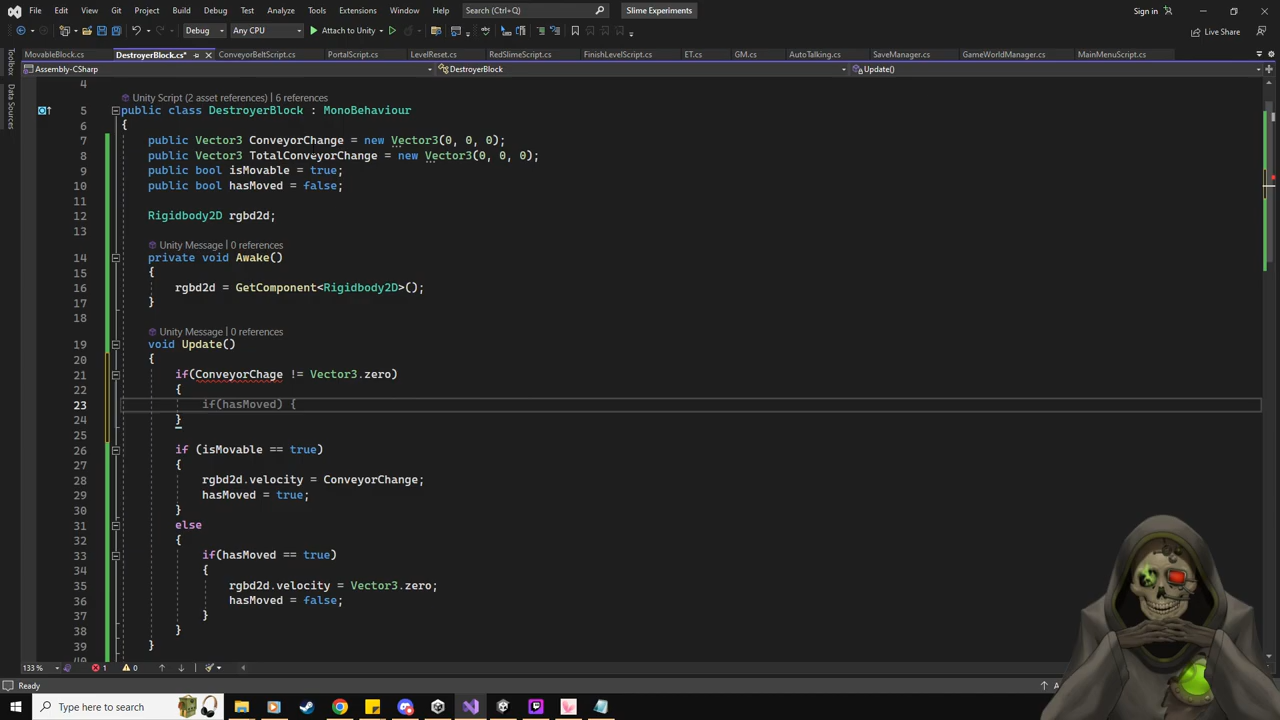 File Edit View Git Project Build Debug Test Analyze Tools Extensions Window Help Search (Ctrl+Q) Slime Experiments Sign in
Debug Any CPU Attach to Unity Live Share
MovableBlock.cs DestroyerBlock.cs* ConveyorBeltScript.cs PortalScript.cs LevelReset.cs RedSlimeScript.cs FinishLevelScript.cs ET.cs GM.cs AutoTalking.cs SaveManager.cs GameWorldManager.cs MainMenuScript.cs
Toolbox
Data Sources
Assembly-CSharp DestroyerBlock Update()
4
Unity Script (2 asset references) | 6 references
5 public class DestroyerBlock : MonoBehaviour
6 {
7 public Vector3 ConveyorChange = new Vector3(0, 0, 0);
8 public Vector3 TotalConveyorChange = new Vector3(0, 0, 0);
9 public bool isMovable = true;
10 public bool hasMoved = false;
11
12 Rigidbody2D rgbd2d;
13
Unity Message | 0 references
14 private void Awake()
15 {
16 rgbd2d = GetComponent<Rigidbody2D>();
17 }
18
Unity Message | 0 references
19 void Update()
20 {
21 if(ConveyorChage != Vector3.zero)
22 {
23 if(hasMoved) {
24 }
25
26 if (isMovable == true)
27 {
28 rgbd2d.velocity = ConveyorChange;
29 hasMoved = true;
30 }
31 else
32 {
33 if(hasMoved == true)
34 {
35 rgbd2d.velocity = Vector3.zero;
36 hasMoved = false;
37 }
38 }
39 }
40
133 % 1 0
Ready
Type here to search